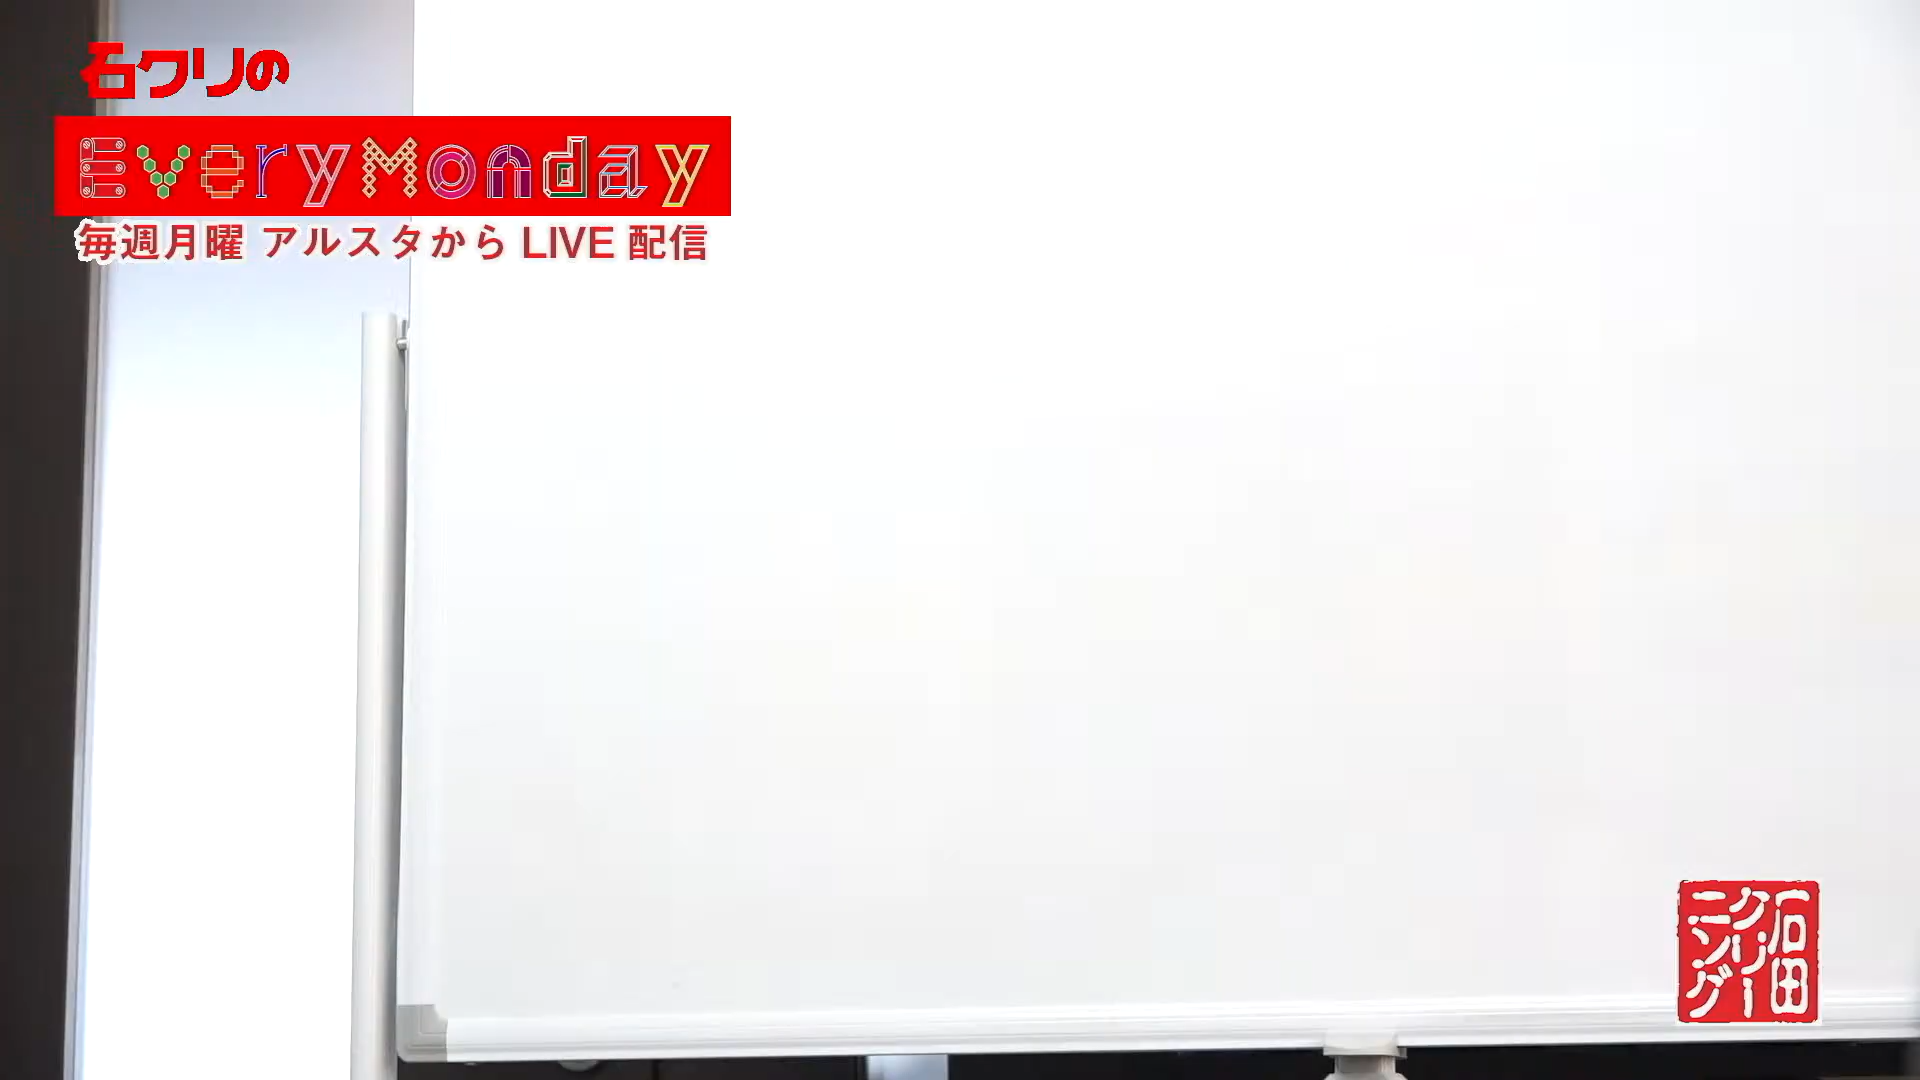 石クリの
EveryMonday
毎週月曜 アルスタから LIVE 配信
石田
クリー
ニング